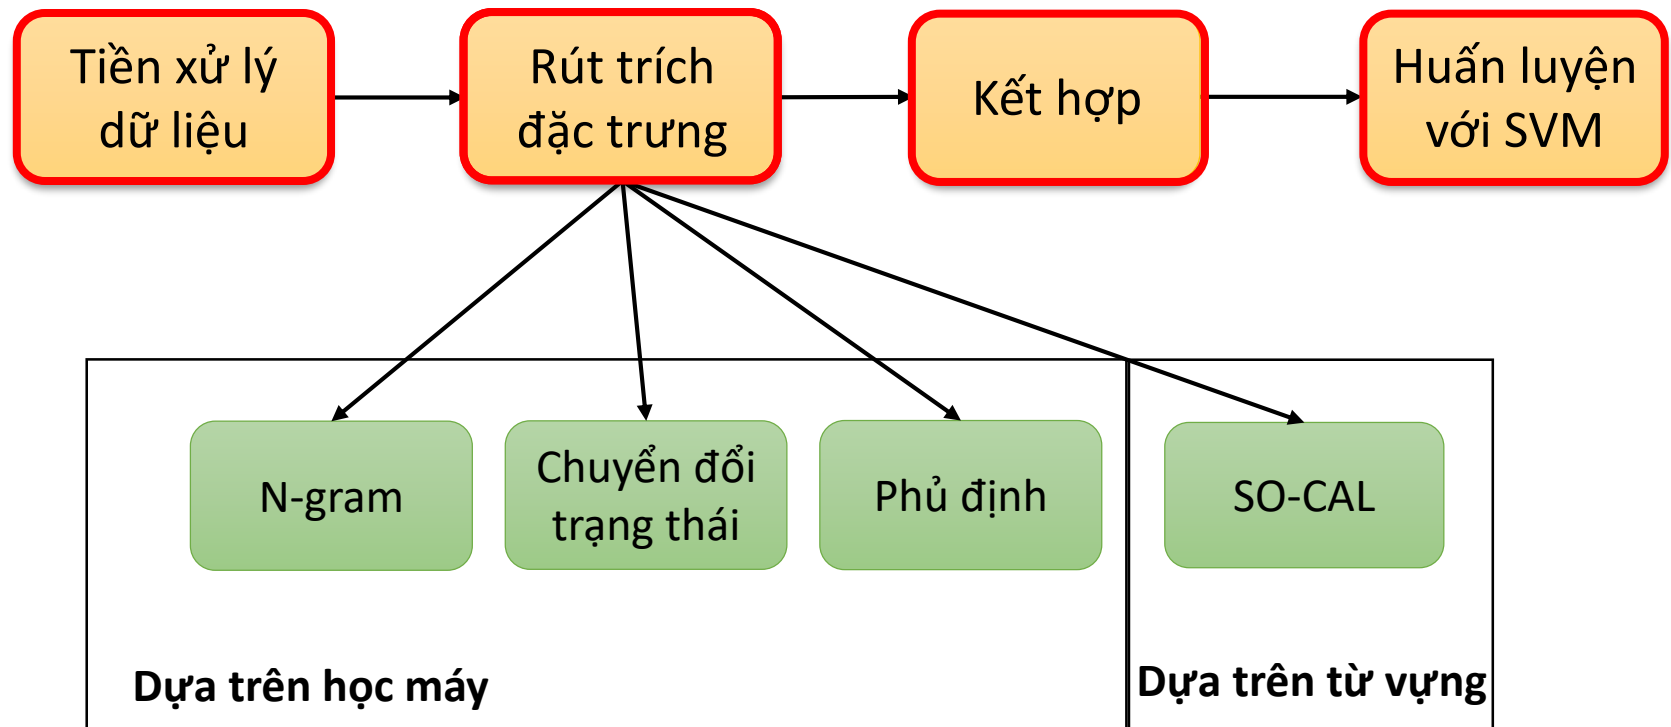 Tiền xử lý
dữ liệu
Rút trích
đặc trưng
Kết hợp
Huấn luyện
với SVM
N-gram
Chuyển đổi
trạng thái
Phủ định
SO-CAL
Dựa trên học máy
Dựa trên từ vựng